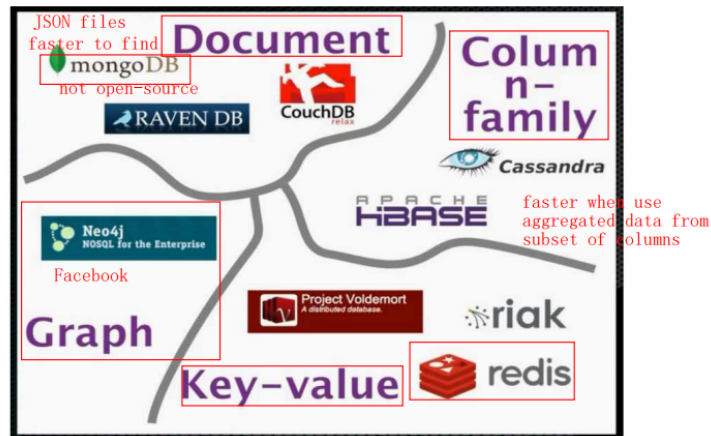 JSON files
faster to find
Document
mongoDB
not open-source
RAVEN DB
CouchDB
relax
Colum
n-
family
Cassandra
APACHE
HBASE
faster when use
aggregated data from
subset of columns
Neo4j
NOSQL for the Enterprise
Facebook
Graph
Project Voldemort
A distributed database.
riak
Key-value
redis